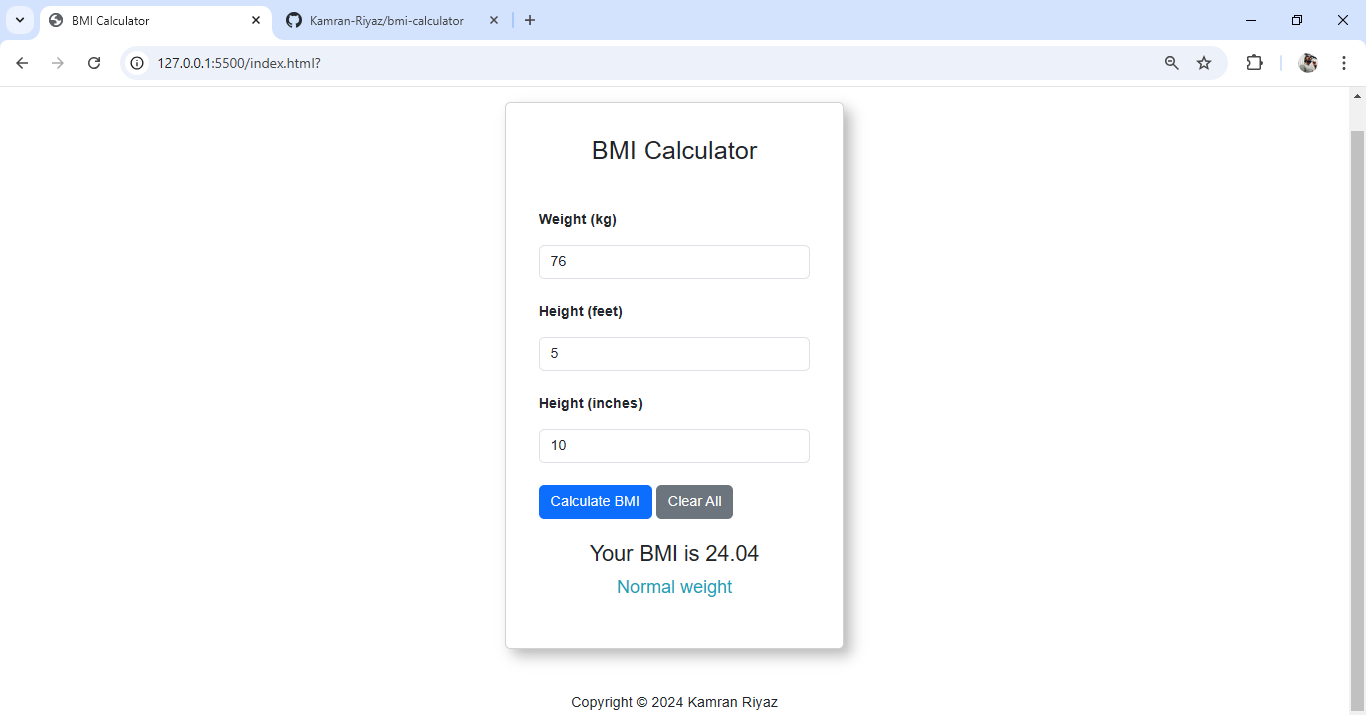 BMI Calculator
Kamran-Riyaz/bmi-calculator
127.0.0.1:5500/index.html?
BMI Calculator
Weight (kg)
76
Height (feet)
5
Height (inches)
10
Calculate BMI Clear All
Your BMI is 24.04
Normal weight
Copyright © 2024 Kamran Riyaz